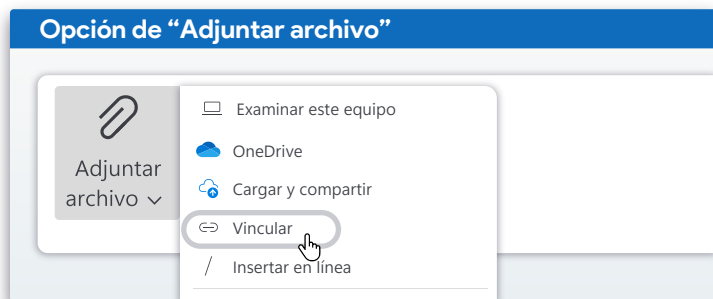 Opción de “Adjuntar archivo”
Adjuntar
archivo
Examinar este equipo
OneDrive
Cargar y compartir
Vincular
Insertar en línea